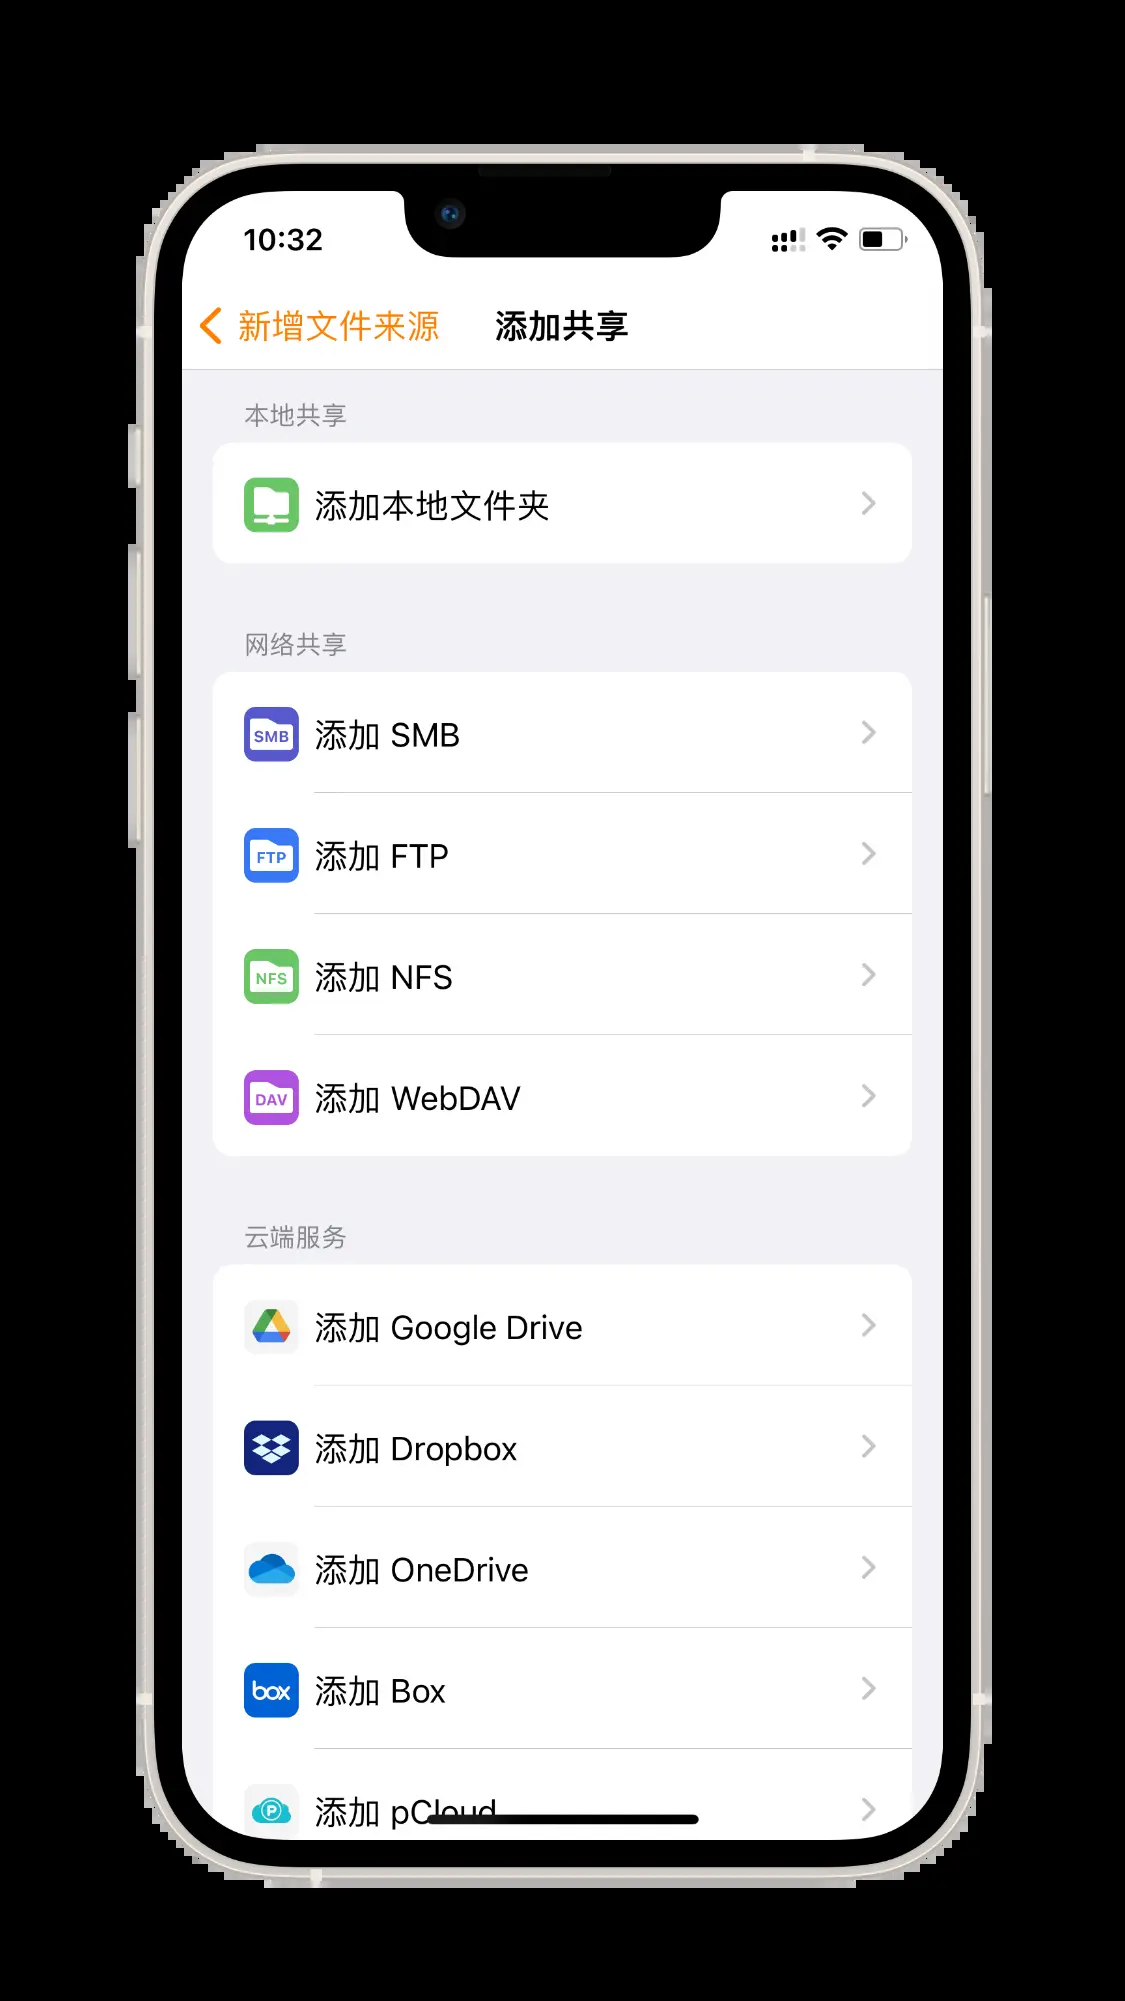 10:32
新增文件来源 添加共享
本地共享
添加本地文件夹
网络共享
SMB 添加 SMB
FTP 添加 FTP
NFS 添加 NFS
DAV 添加 WebDAV
云端服务
添加 Google Drive
添加 Dropbox
添加 OneDrive
box 添加 Box
P 添加 pCloud